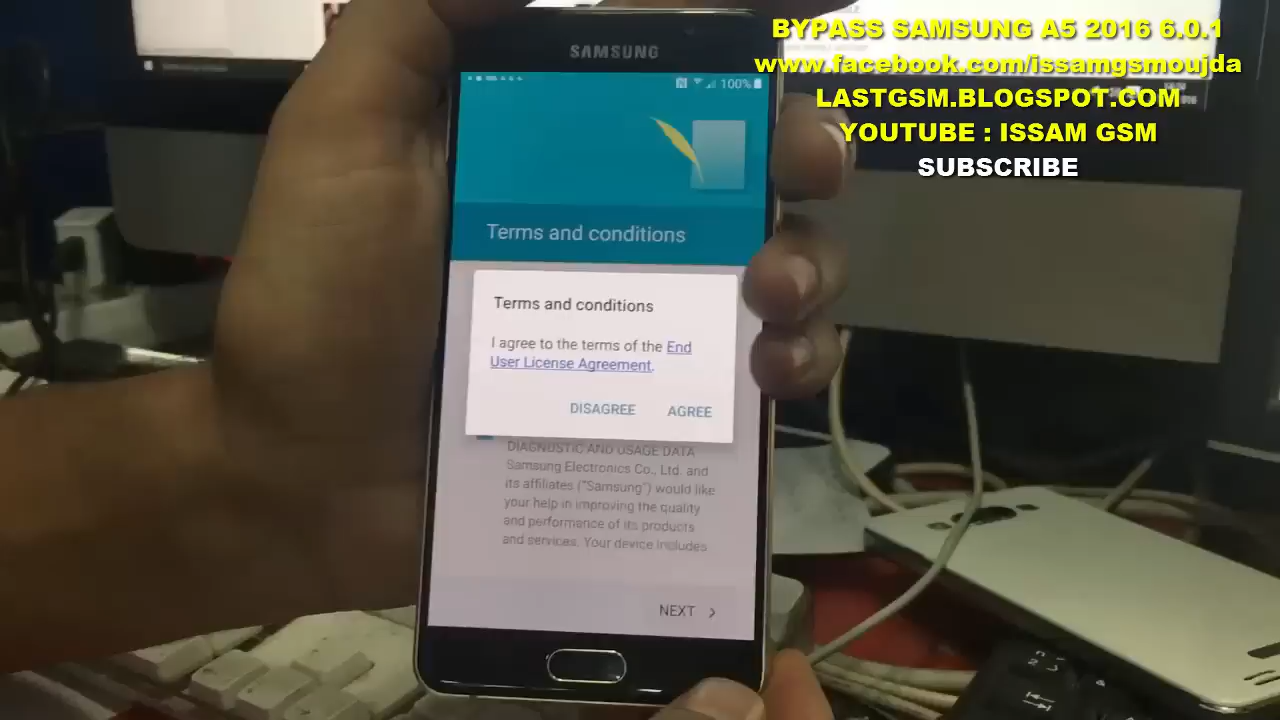 BYPASS SAMSUNG A5 2016 6.0.1
www.facebook.com/issamgsmoujda
LASTGSM.BLOGSPOT.COM
YOUTUBE : ISSAM GSM
SUBSCRIBE
SAMSUNG
100%
Terms and conditions
Terms and conditions
I agree to the terms of the End
User License Agreement.
DISAGREE AGREE
DIAGNOSTIC AND USAGE DATA
Samsung Electronics Co., Ltd. and
its affiliates ("Samsung") would like
your help in improving the quality
and performance of its products
and services. Your device includes
NEXT >